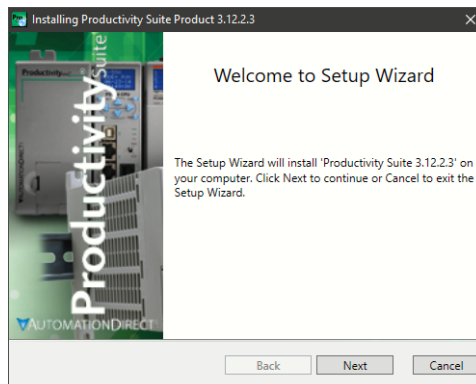 Installing Productivity Suite Product 3.12.2.3
Welcome to Setup Wizard
The Setup Wizard will install 'Productivity Suite 3.12.2.3' on
your computer. Click Next to continue or Cancel to exit the
Setup Wizard.
Productivity
Productivity Suite
AUTOMATIONDIRECT
Back
Next
Cancel